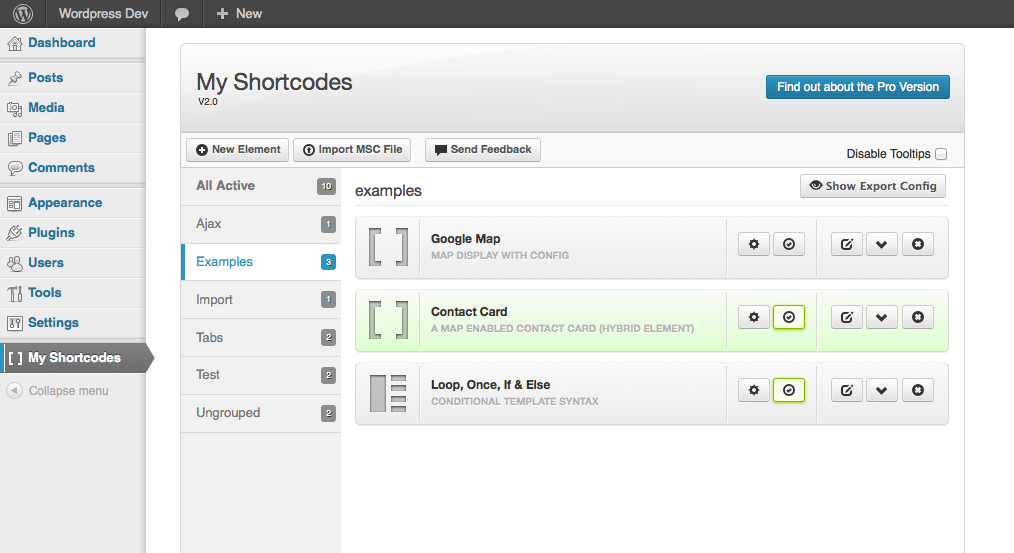 Wordpress Dev New
Dashboard
Posts
Media
Pages
Comments
Appearance
Plugins
Users
Tools
Settings
[ ] My Shortcodes
Collapse menu
My Shortcodes
V2.0
Find out about the Pro Version
New Element Import MSC File Send Feedback
Disable Tooltips
All Active 10
Ajax 1
Examples 3
Import 1
Tabs 2
Test 2
Ungrouped 2
examples
Show Export Config
Google Map
MAP DISPLAY WITH CONFIG
Contact Card
A MAP ENABLED CONTACT CARD (HYBRID ELEMENT)
Loop, Once, If & Else
CONDITIONAL TEMPLATE SYNTAX